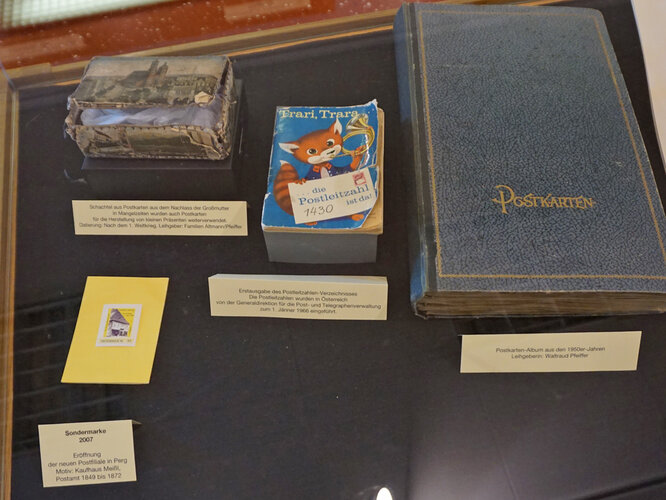 Trari, Trara
... die
Postleitzahl
1430 ist da!
POSTKARTEN
Schachtel aus Postkarten aus dem Nachlass der Großmutter
in Mangelzeiten wurden auch Postkarten
für die Herstellung von kleinen Präsenten weiterverwendet.
Datierung: Nach dem 1. Weltkrieg. Leihgeber: Familien Altmann/Pfeiffer
Erstausgabe des Postleitzahlen-Verzeichnisses
Die Postleitzahlen wurden in Österreich
von der Generaldirektion für die Post- und Telegraphenverwaltung
zum 1. Jänner 1966 eingeführt.
Postkarten-Album aus den 1950er-Jahren
Leihgeberin: Waltraud Pfeiffer
Sondermarke
2007
Eröffnung
der neuen Postfiliale in Perg
Motiv: Kaufhaus Meißl,
Postamt 1849 bis 1872